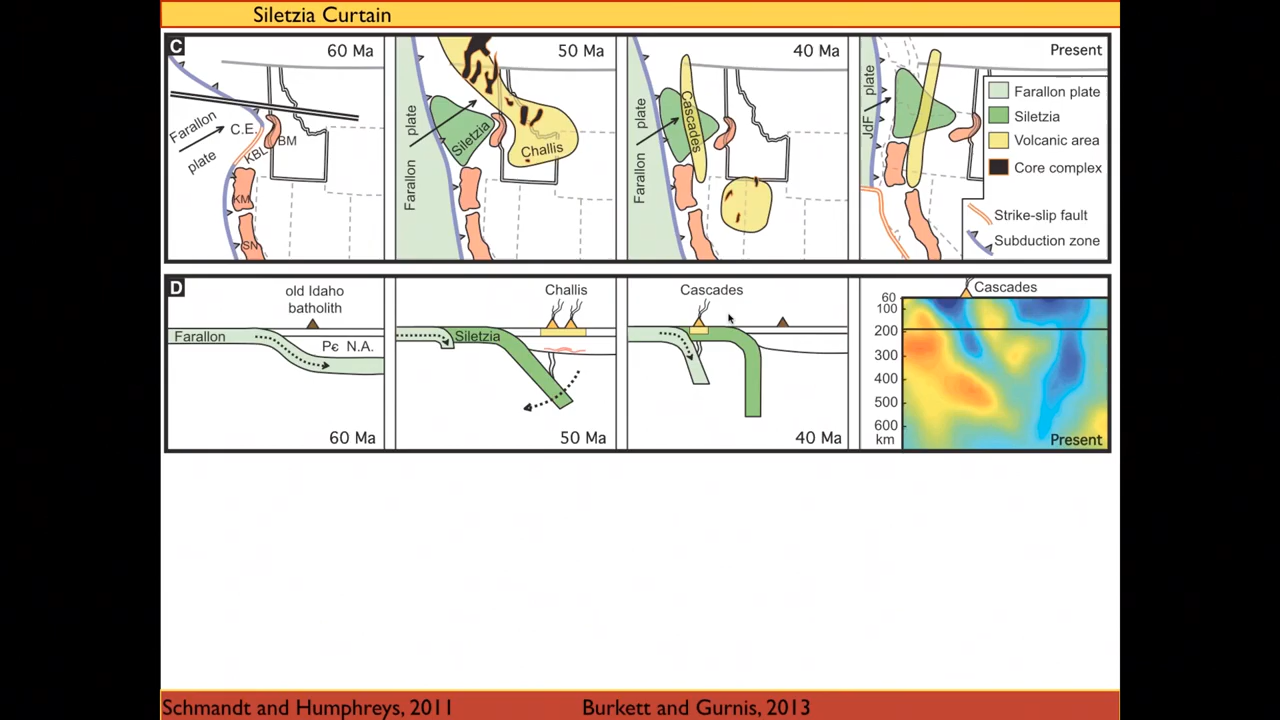 Siletzia Curtain
C
60 Ma
50 Ma
40 Ma
Present
Farallon
plate
C.E.
KBL
BM
KM
SN
Farallon plate
Siletzia
Challis
Farallon plate
Cascades
JdF plate
Farallon plate
Siletzia
Volcanic area
Core complex
Strike-slip fault
Subduction zone
D
old Idaho
batholith
Farallon
Pє N.A.
60 Ma
Challis
Siletzia
50 Ma
Cascades
40 Ma
Cascades
60
100
200
300
400
500
600
km
Present
Schmandt and Humphreys, 2011
Burkett and Gurnis, 2013